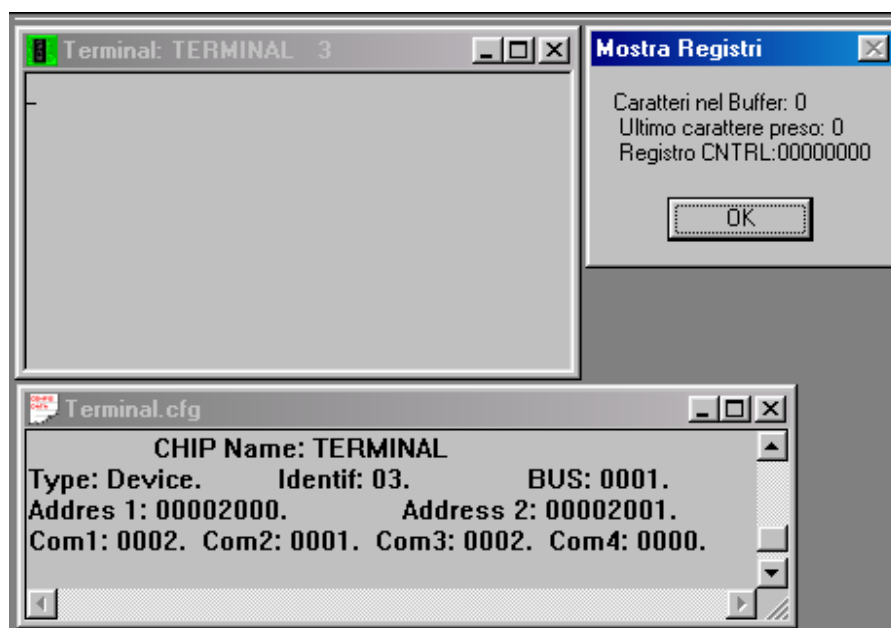 Terminal: TERMINAL 3
Mostra Registri
Caratteri nel Buffer: 0
Ultimo carattere preso: 0
Registro CNTRL:00000000
OK
Terminal.cfg
CHIP Name: TERMINAL
Type: Device. Identif: 03. BUS: 0001.
Addres 1: 00002000. Address 2: 00002001.
Com1: 0002. Com2: 0001. Com3: 0002. Com4: 0000.